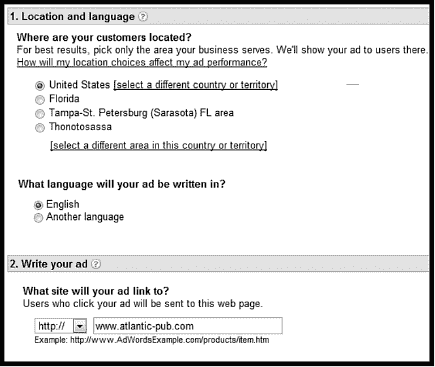 1. Location and language ?
Where are your customers located?
For best results, pick only the area your business serves. We'll show your ad to users there.
How will my location choices affect my ad performance?
United States [select a different country or territory]
Florida
Tampa-St. Petersburg (Sarasota) FL area
Thonotosassa
[select a different area in this country or territory]
What language will your ad be written in?
English
Another language
2. Write your ad ?
What site will your ad link to?
Users who click your ad will be sent to this web page.
http:// www.atlantic-pub.com
Example: http://www.AdWordsExample.com/products/item.htm